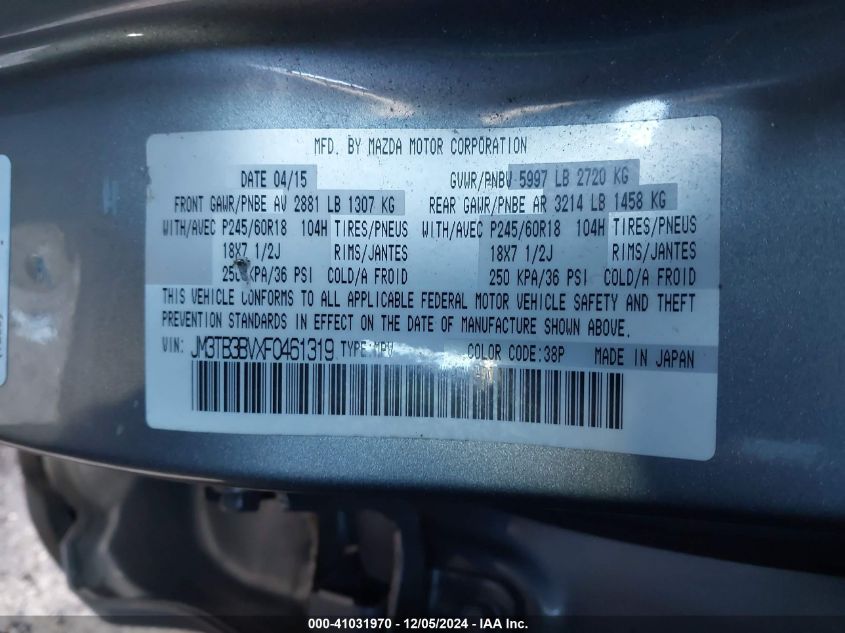 MFD. BY MAZDA MOTOR CORPORATION
DATE 04/15 GVWR/PNBV 5997 LB 2720 KG
FRONT GAWR/PNBE AV 2881 LB 1307 KG REAR GAWR/PNBE AR 3214 LB 1458 KG
WITH/AVEC P245/60R18 104H TIRES/PNEUS WITH/AVEC P245/60R18 104H TIRES/PNEUS
18X7 1/2J RIMS/JANTES 18X7 1/2J RIMS/JANTES
250 KPA/36 PSI COLD/A FROID 250 KPA/36 PSI COLD/A FROID
THIS VEHICLE CONFORMS TO ALL APPLICABLE FEDERAL MOTOR VEHICLE SAFETY AND THEFT
PREVENTION STANDARDS IN EFFECT ON THE DATE OF MANUFACTURE SHOWN ABOVE.
VIN: JM3TB3BVXF0461319 TYPE:MPV COLOR CODE:38P MADE IN JAPAN
000-41031970 - 12/05/2024 - IAA